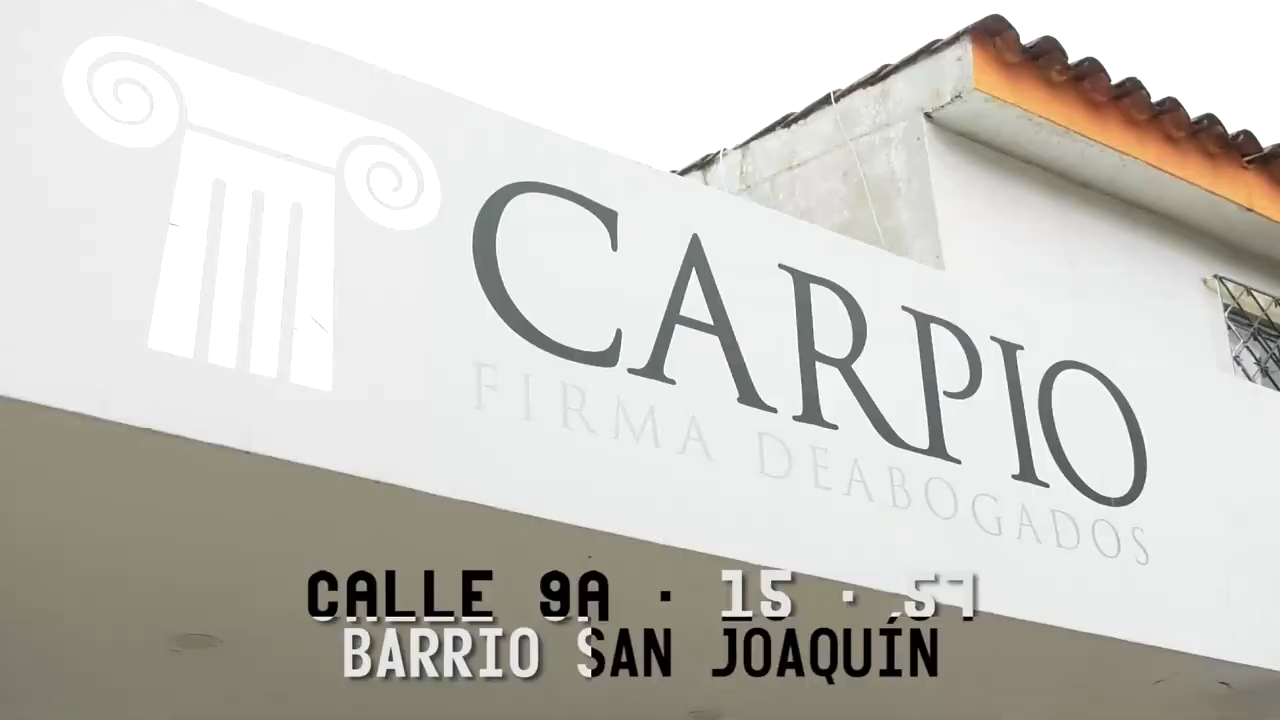 CARPIO
FIRMA DEABOGADOS
CALLE 9A · 15 · 57
BARRIO SAN JOAQUÍN